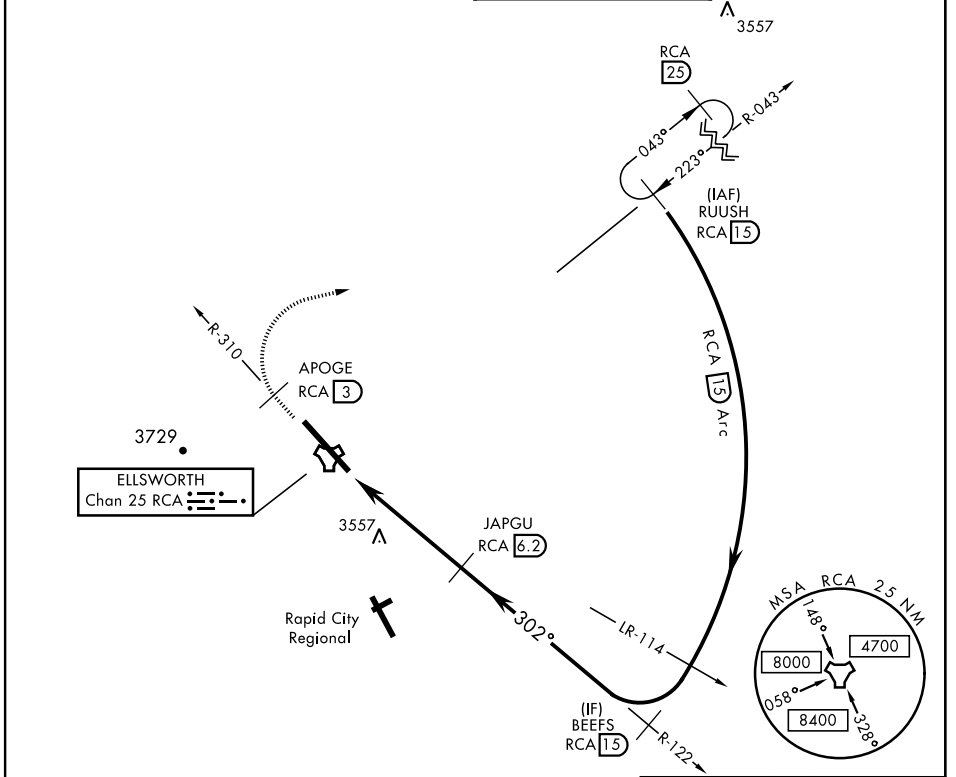 3557
RCA
25
R-043
043°
223°
(IAF)
RUUSH
RCA 15
RCA 15 Arc
R-310
APOGE
RCA 3
3729
ELLSWORTH
Chan 25 RCA
3557
JAPGU
RCA 6.2
Rapid City
Regional
302°
LR-114
(IF)
BEEFS
RCA 15
R-122
MSA RCA 25 NM
148°
4700
8000
058°
8400
328°